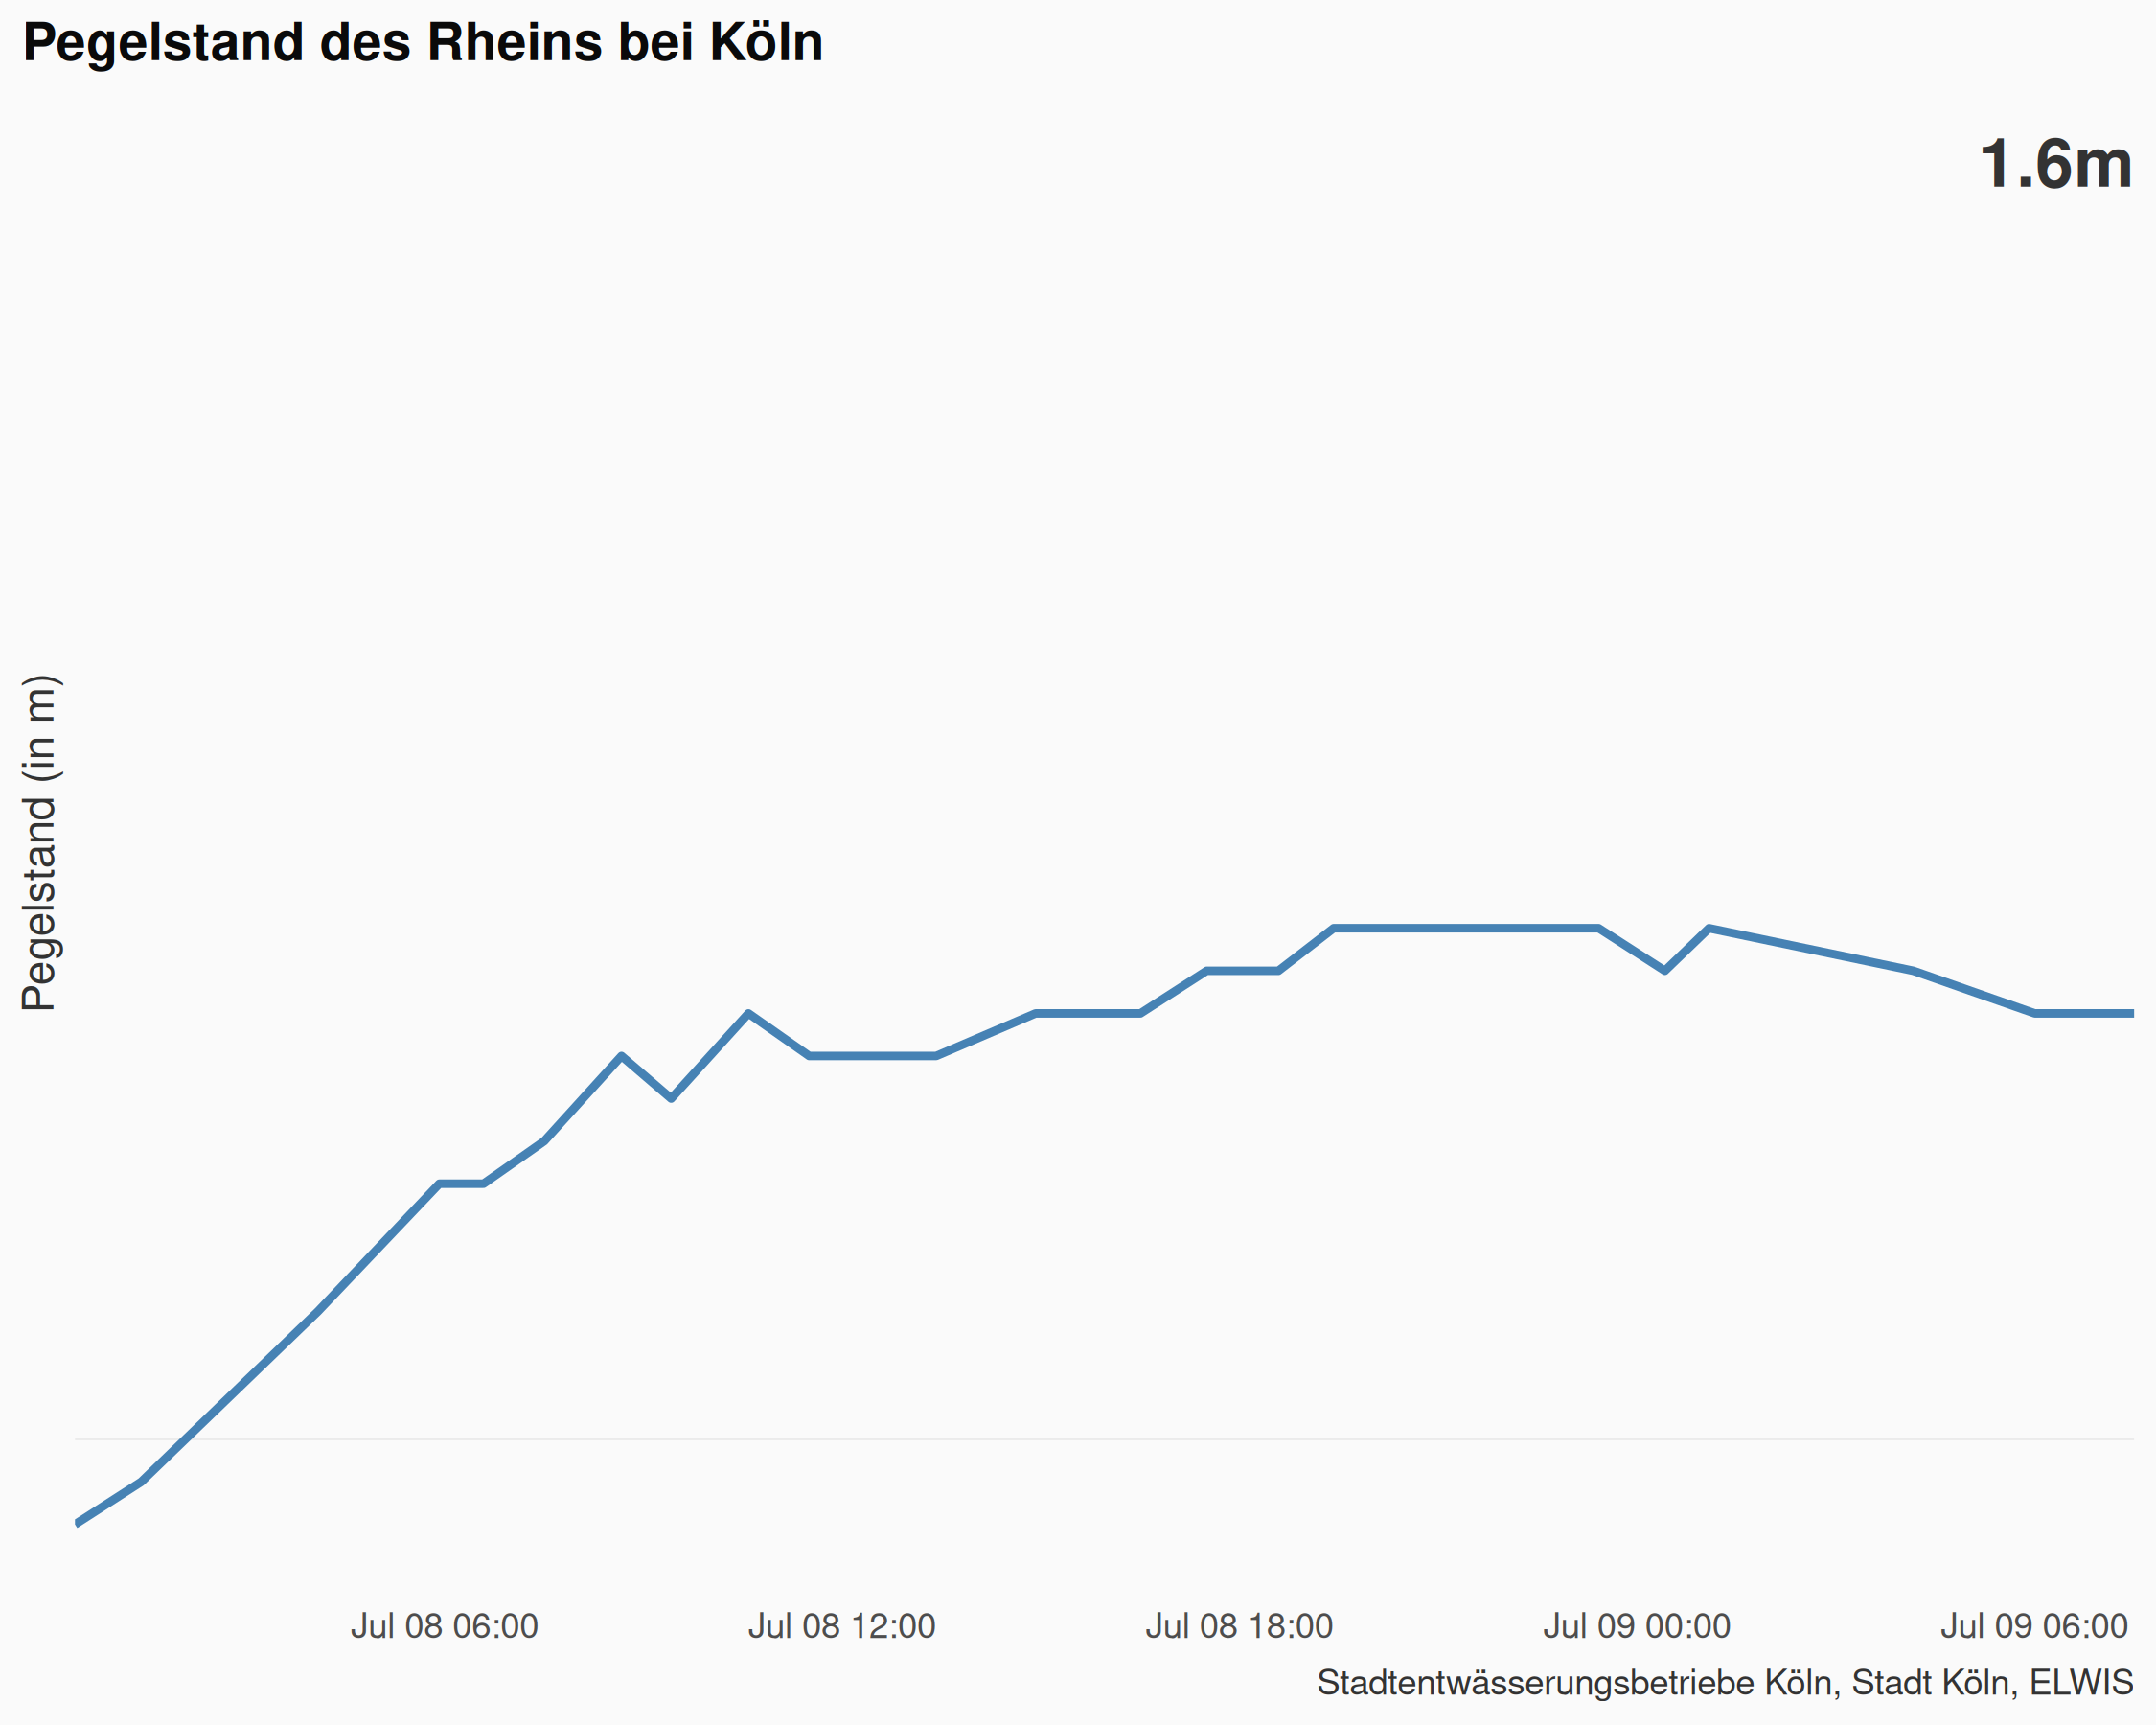 Pegelstand des Rheins bei Köln
1.6m
Pegelstand (in m)
Jul 08 06:00 Jul 08 12:00 Jul 08 18:00 Jul 09 00:00 Jul 09 06:00
Stadtentwässerungsbetriebe Köln, Stadt Köln, ELWIS